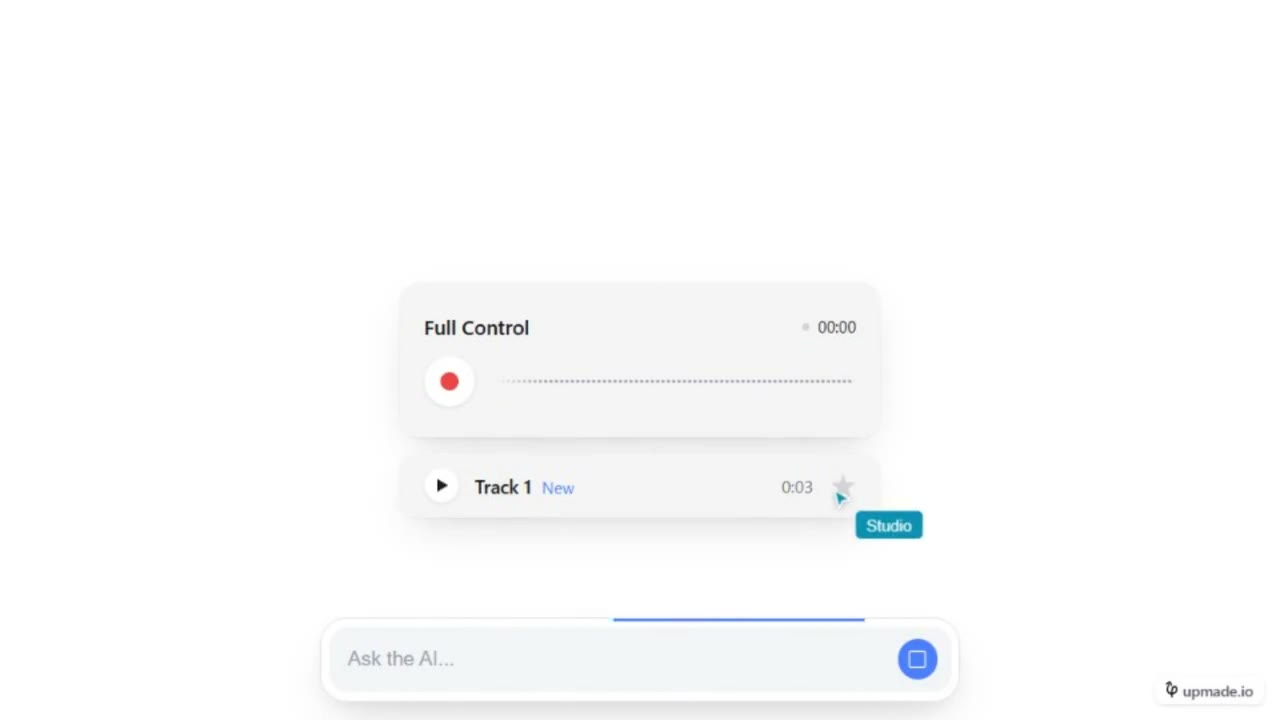 Full Control
00:00
Track 1 New
0:03
Studio
Ask the AI...
upmade.io